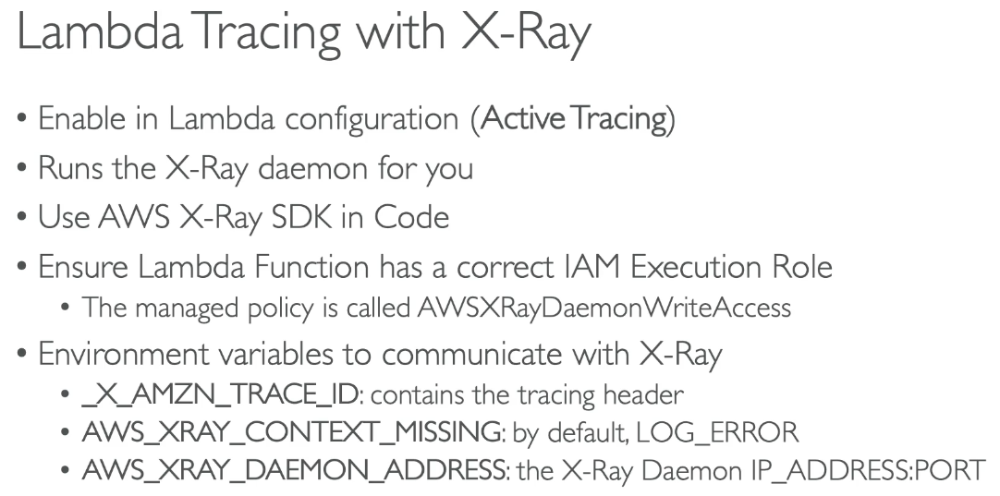 Lambda Tracing with X-Ray
• Enable in Lambda configuration (Active Tracing)
• Runs the X-Ray daemon for you
• Use AWS X-Ray SDK in Code
• Ensure Lambda Function has a correct IAM Execution Role
• The managed policy is called AWSXRayDaemonWriteAccess
• Environment variables to communicate with X-Ray
• _X_AMZN_TRACE_ID: contains the tracing header
• AWS_XRAY_CONTEXT_MISSING: by default, LOG_ERROR
• AWS_XRAY_DAEMON_ADDRESS: the X-Ray Daemon IP_ADDRESS:PORT